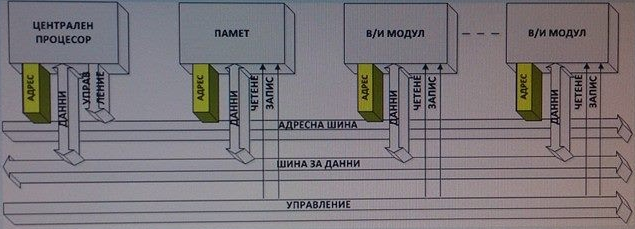 ЦЕНТРАЛЕН
ПРОЦЕСОР
ПАМЕТ
В/И МОДУЛ
В/И МОДУЛ
АДРЕС
ДАННИ
УПРАВ
ЛЕНИЕ
АДРЕС
ДАННИ
ЧЕТЕНЕ
ЗАПИС
АДРЕС
ДАННИ
ЧЕТЕНЕ
ЗАПИС
АДРЕС
ДАННИ
ЧЕТЕНЕ
ЗАПИС
АДРЕСНА ШИНА
ШИНА ЗА ДАННИ
УПРАВЛЕНИЕ